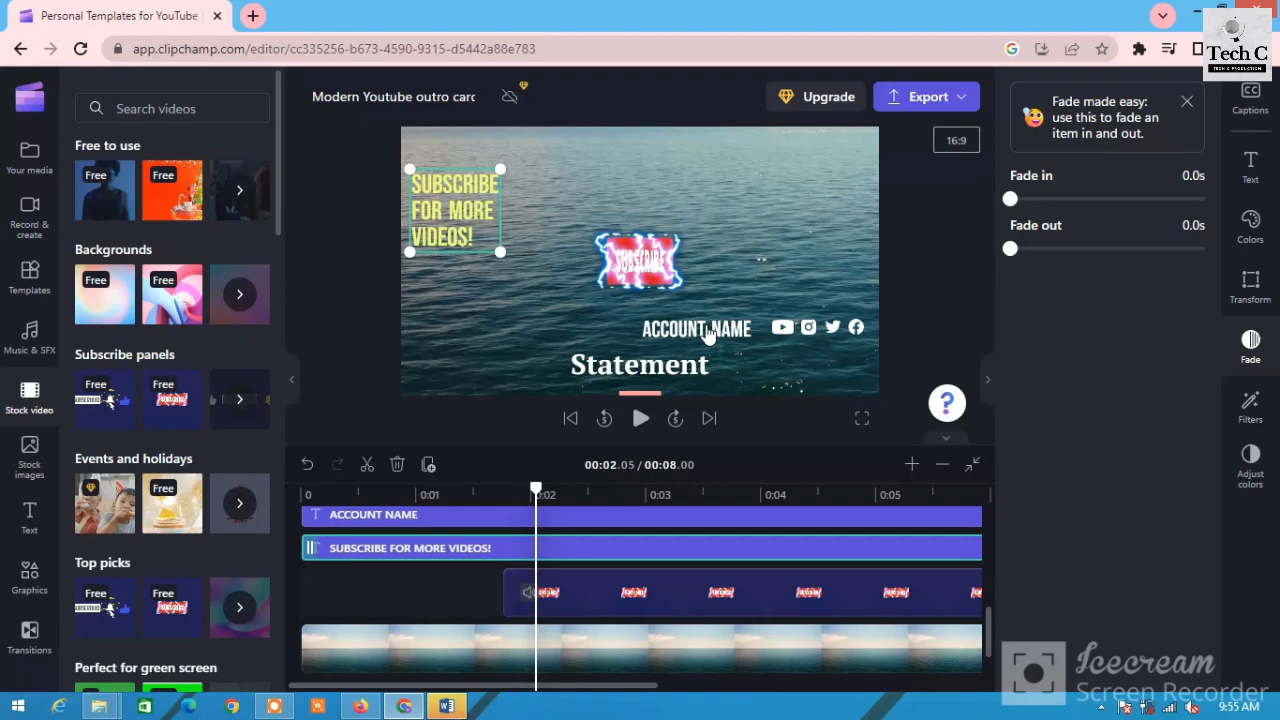 Personal Templates for YouTube
app.clipchamp.com/editor/cc335256-b673-4590-9315-d5442a88e783
Tech C
TECH C PRODUCTION
Search videos
Modern Youtube outro card
Upgrade
Export
16:9
Fade made easy:
use this to fade an
item in and out.
Fade in 0.0s
Fade out 0.0s
Captions
Text
Colors
Transform
Fade
Filters
Adjust
colors
Your media
Record &
create
Templates
Music & SFX
Stock video
Stock
images
Text
Graphics
Transitions
Free to use
Free
Free
Backgrounds
Free
Free
Subscribe panels
Free
Free
Events and holidays
Free
Top picks
Free
Free
Perfect for green screen
SUBSCRIBE
FOR MORE
VIDEOS!
SUBSCRIBE
ACCOUNT NAME
Statement
5
5
?
00:02.05 / 00:08.00
0 0:01 0:02 0:03 0:04 0:05
T ACCOUNT NAME
SUBSCRIBE FOR MORE VIDEOS!
Icecream
Screen Recorder
9:55 AM